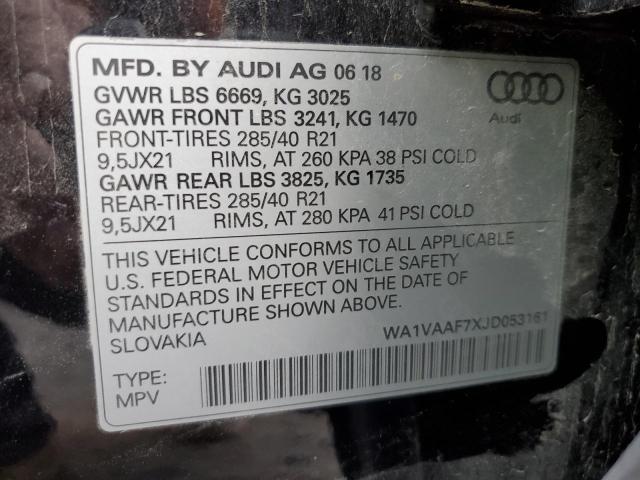 MFD. BY AUDI AG 06 18
GVWR LBS 6669, KG 3025
GAWR FRONT LBS 3241, KG 1470
FRONT-TIRES 285/40 R21
9,5JX21 RIMS, AT 260 KPA 38 PSI COLD
GAWR REAR LBS 3825, KG 1735
REAR-TIRES 285/40 R21
9,5JX21 RIMS, AT 280 KPA 41 PSI COLD
Audi
THIS VEHICLE CONFORMS TO ALL APPLICABLE
U.S. FEDERAL MOTOR VEHICLE SAFETY
STANDARDS IN EFFECT ON THE DATE OF
MANUFACTURE SHOWN ABOVE.
SLOVAKIA
WA1VAAF7XJD053161
TYPE:
MPV